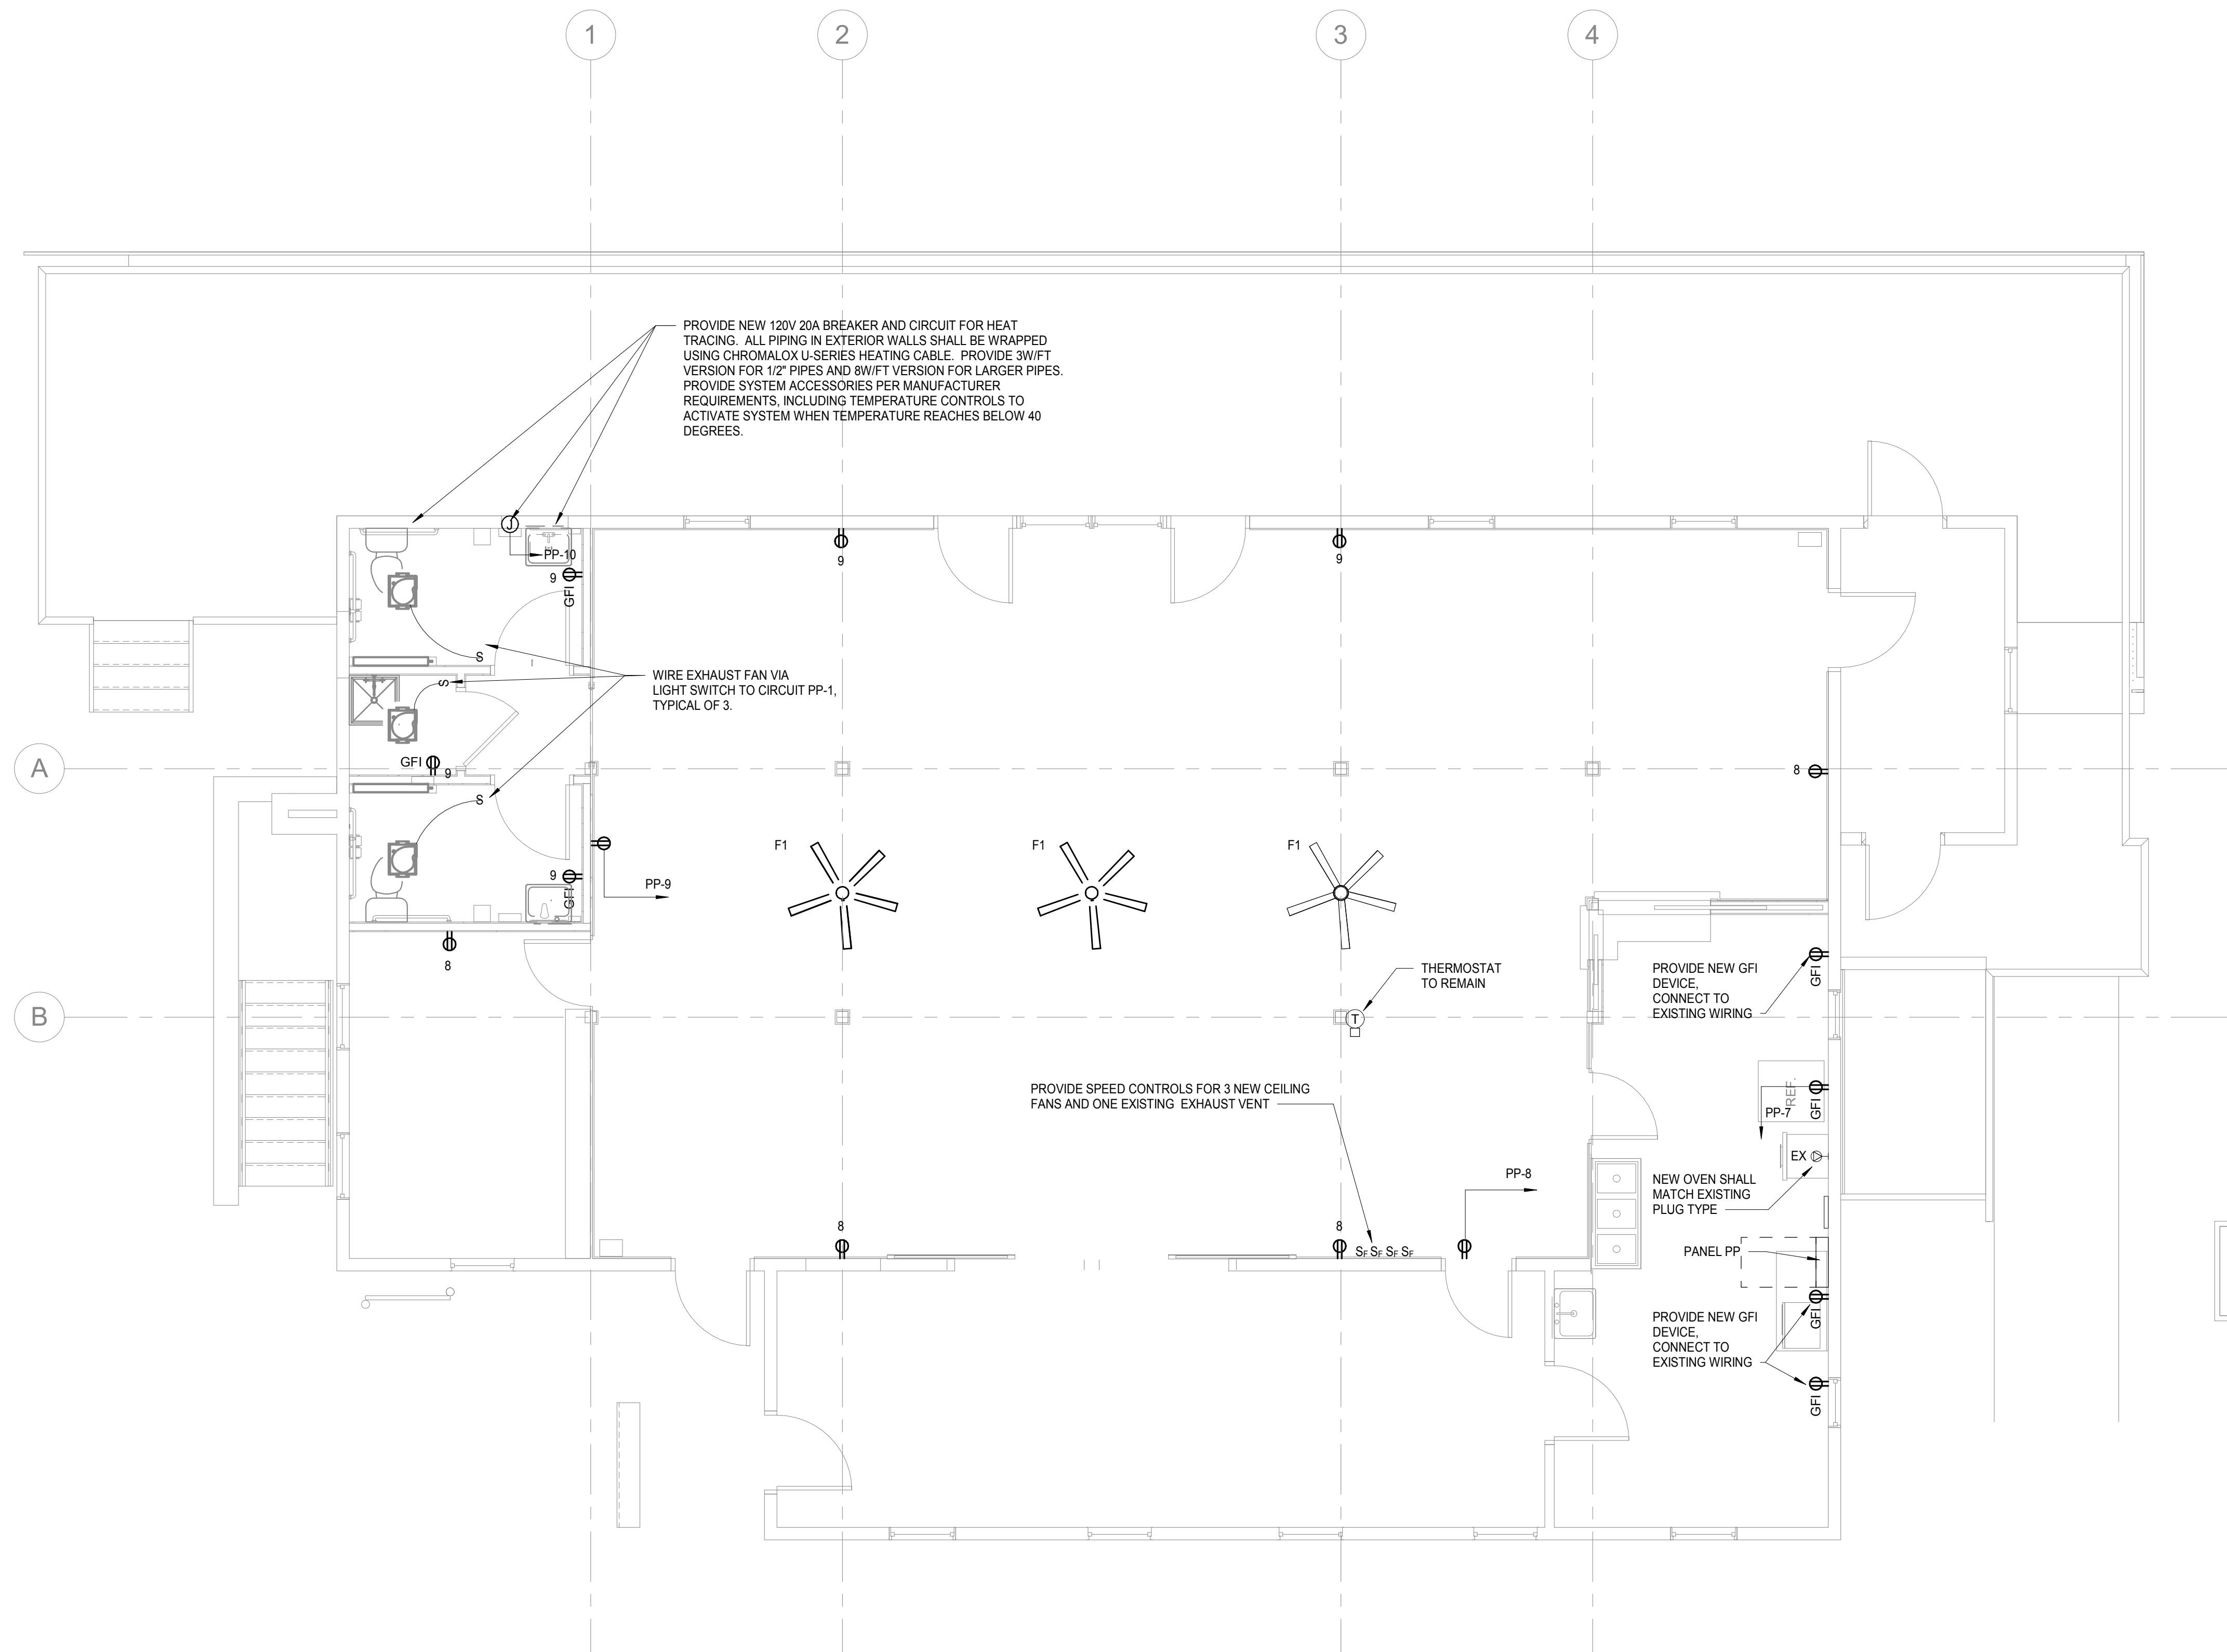 1
2
3
4
PROVIDE NEW 120V 20A BREAKER AND CIRCUIT FOR HEAT
TRACING. ALL PIPING IN EXTERIOR WALLS SHALL BE WRAPPED
USING CHROMALOX U-SERIES HEATING CABLE. PROVIDE 3W/FT
VERSION FOR 1/2" PIPES AND 8W/FT VERSION FOR LARGER PIPES.
PROVIDE SYSTEM ACCESSORIES PER MANUFACTURER
REQUIREMENTS, INCLUDING TEMPERATURE CONTROLS TO
ACTIVATE SYSTEM WHEN TEMPERATURE REACHES BELOW 40
DEGREES.
J
PP-10
9
GFI
9
9
S
WIRE EXHAUST FAN VIA
LIGHT SWITCH TO CIRCUIT PP-1,
TYPICAL OF 3.
S
GFI
9
A
8
S
9
GFI
PP-9
F1
F1
F1
8
THERMOSTAT
TO REMAIN
T
PROVIDE NEW GFI
DEVICE,
CONNECT TO
EXISTING WIRING
GFI
B
PROVIDE SPEED CONTROLS FOR 3 NEW CEILING
FANS AND ONE EXISTING EXHAUST VENT
REF.
GFI
PP-7
EX
NEW OVEN SHALL
MATCH EXISTING
PLUG TYPE
PP-8
8
8
SF SF SF SF
PANEL PP
GFI
PROVIDE NEW GFI
DEVICE,
CONNECT TO
EXISTING WIRING
GFI